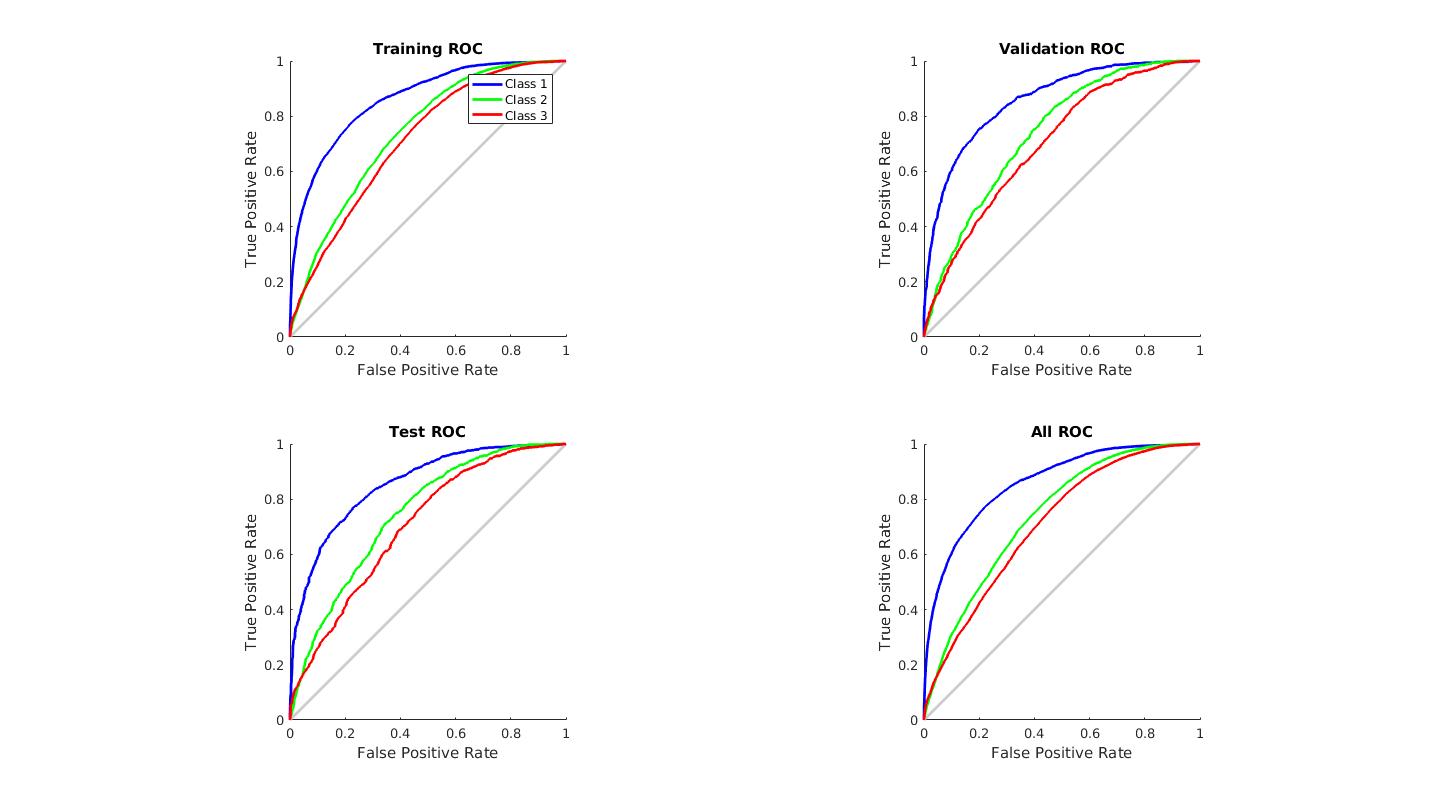 Training ROC
1
0.8
0.6
0.4
0.2
0
True Positive Rate
Class 1
Class 2
Class 3
0 0.2 0.4 0.6 0.8 1
False Positive Rate
Validation ROC
1
0.8
0.6
0.4
0.2
0
True Positive Rate
0 0.2 0.4 0.6 0.8 1
False Positive Rate
Test ROC
1
0.8
0.6
0.4
0.2
0
True Positive Rate
0 0.2 0.4 0.6 0.8 1
False Positive Rate
All ROC
1
0.8
0.6
0.4
0.2
0
True Positive Rate
0 0.2 0.4 0.6 0.8 1
False Positive Rate